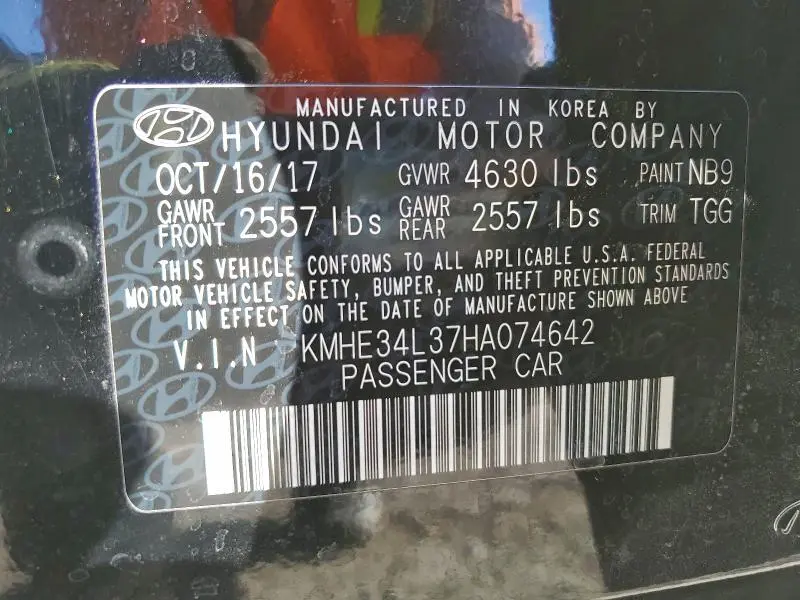 MANUFACTURED IN KOREA BY
HYUNDAI MOTOR COMPANY
OCT/16/17 GVWR 4630 lbs PAINT NB9
GAWR FRONT 2557 lbs GAWR REAR 2557 lbs TRIM TGG
THIS VEHICLE CONFORMS TO ALL APPLICABLE U.S.A. FEDERAL
MOTOR VEHICLE SAFETY, BUMPER, AND THEFT PREVENTION STANDARDS
IN EFFECT ON THE DATE OF MANUFACTURE SHOWN ABOVE
V.I.N KMHE34L37HA074642
PASSENGER CAR